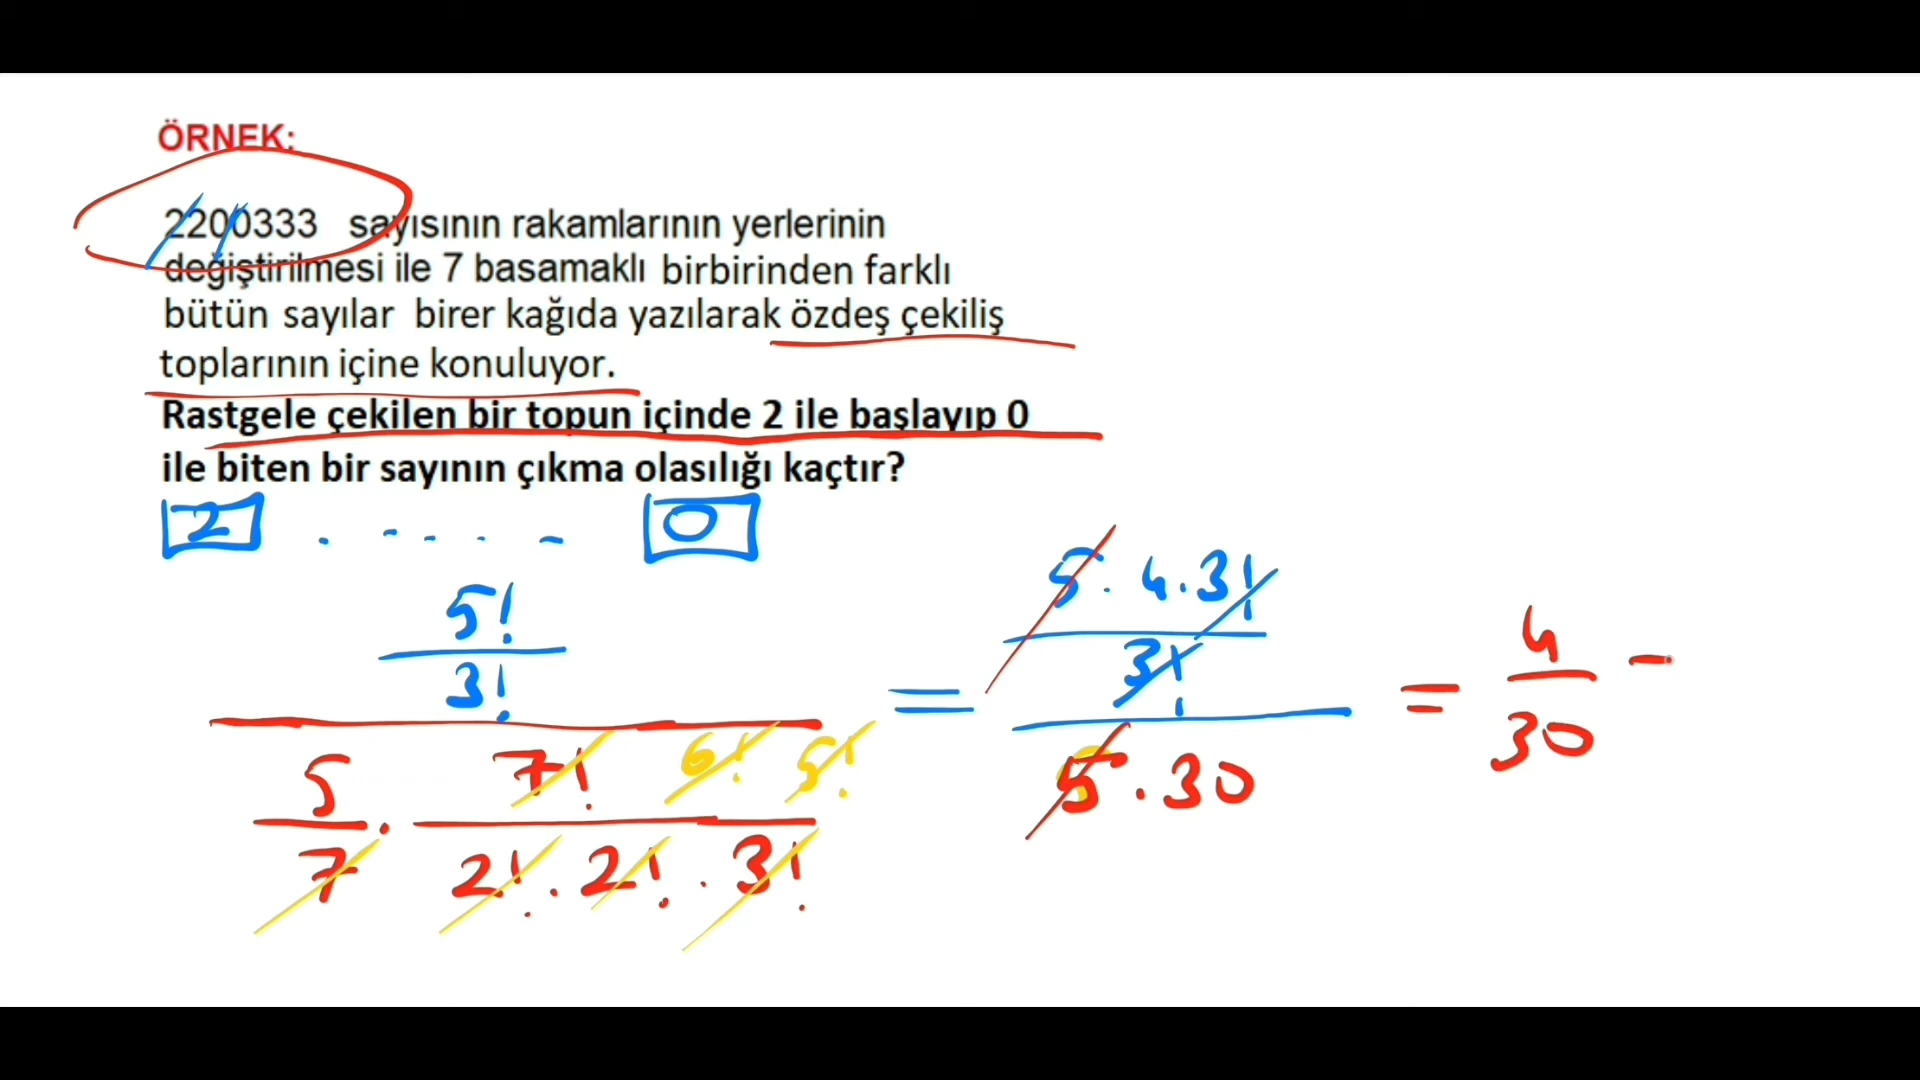 ÖRNEK:
2200333 sayısının rakamlarının yerlerinin
değiştirilmesi ile 7 basamaklı birbirinden farklı
bütün sayılar birer kağıda yazılarak özdeş çekiliş
toplarının içine konuluyor.
Rastgele çekilen bir topun içinde 2 ile başlayıp 0
ile biten bir sayının çıkma olasılığı kaçtır?
2 . - - - - 0
5!
3!
5 7! 6! 5!
7 . 2! . 2! . 3!
=
5 . 4 . 3!
3!
5 . 30
=
4
30